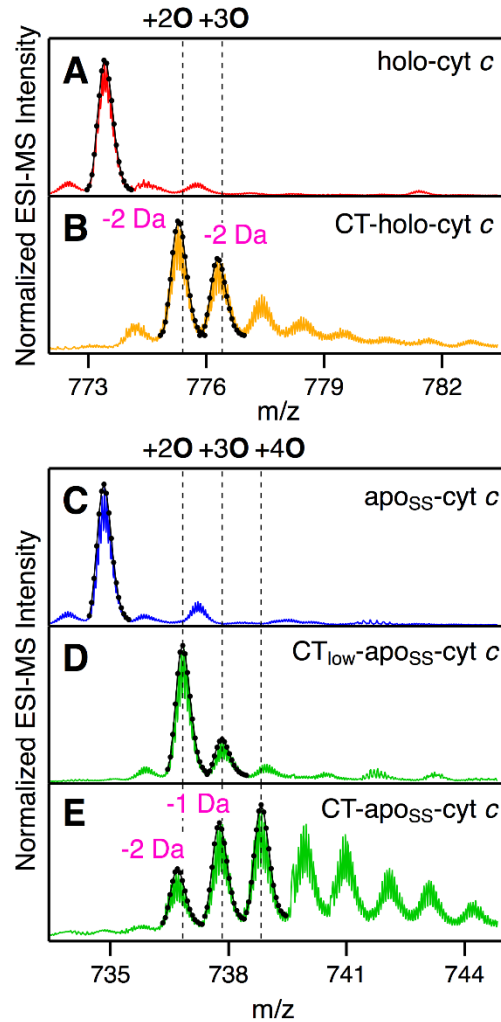 +2O +3O
A holo-cyt c
B -2 Da -2 Da CT-holo-cyt c
Normalized ESI-MS Intensity
773 776 779 782
m/z
+2O +3O +4O
C apoSS-cyt c
D CTlow-apoSS-cyt c
E -2 Da -1 Da CT-apoSS-cyt c
Normalized ESI-MS Intensity
735 738 741 744
m/z